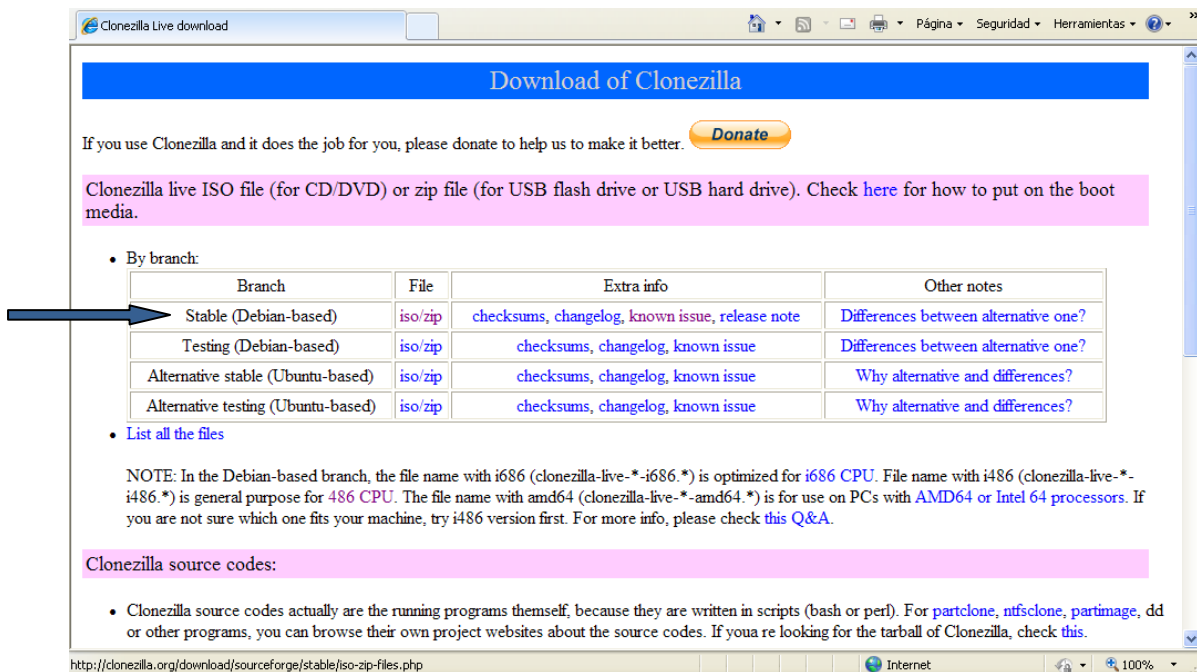 Clonezilla Live download
Página
Seguridad
Herramientas
»
Download of Clonezilla
If you use Clonezilla and it does the job for you, please donate to help us to make it better. Donate
Clonezilla live ISO file (for CD/DVD) or zip file (for USB flash drive or USB hard drive). Check here for how to put on the boot
media.
• By branch:
Branch File Extra info Other notes
Stable (Debian-based) iso/zip checksums, changelog, known issue, release note Differences between alternative one?
Testing (Debian-based) iso/zip checksums, changelog, known issue Differences between alternative one?
Alternative stable (Ubuntu-based) iso/zip checksums, changelog, known issue Why alternative and differences?
Alternative testing (Ubuntu-based) iso/zip checksums, changelog, known issue Why alternative and differences?
• List all the files
NOTE: In the Debian-based branch, the file name with i686 (clonezilla-live-*-i686.*) is optimized for i686 CPU. File name with i486 (clonezilla-live-*-
i486.*) is general purpose for 486 CPU. The file name with amd64 (clonezilla-live-*-amd64.*) is for use on PCs with AMD64 or Intel 64 processors. If
you are not sure which one fits your machine, try i486 version first. For more info, please check this Q&A.
Clonezilla source codes:
• Clonezilla source codes actually are the running programs themself, because they are written in scripts (bash or perl). For partclone, ntfsclone, partimage, dd
or other programs, you can browse their own project websites about the source codes. If youa re looking for the tarball of Clonezilla, check this.
http://clonezilla.org/download/sourceforge/stable/iso-zip-files.php
Internet
100%